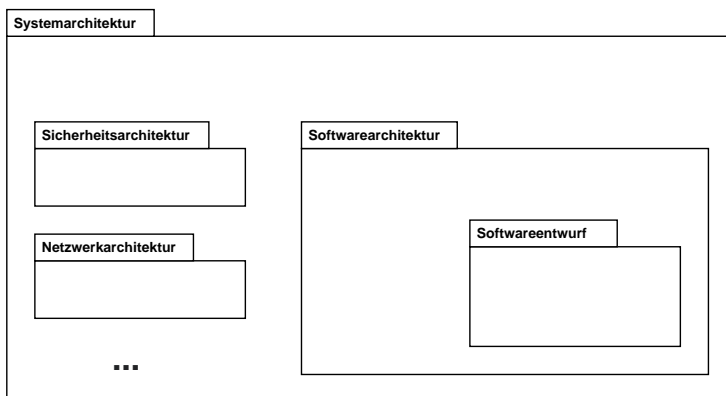 Systemarchitektur
Sicherheitsarchitektur
Softwarearchitektur
Softwareentwurf
Netzwerkarchitektur
...